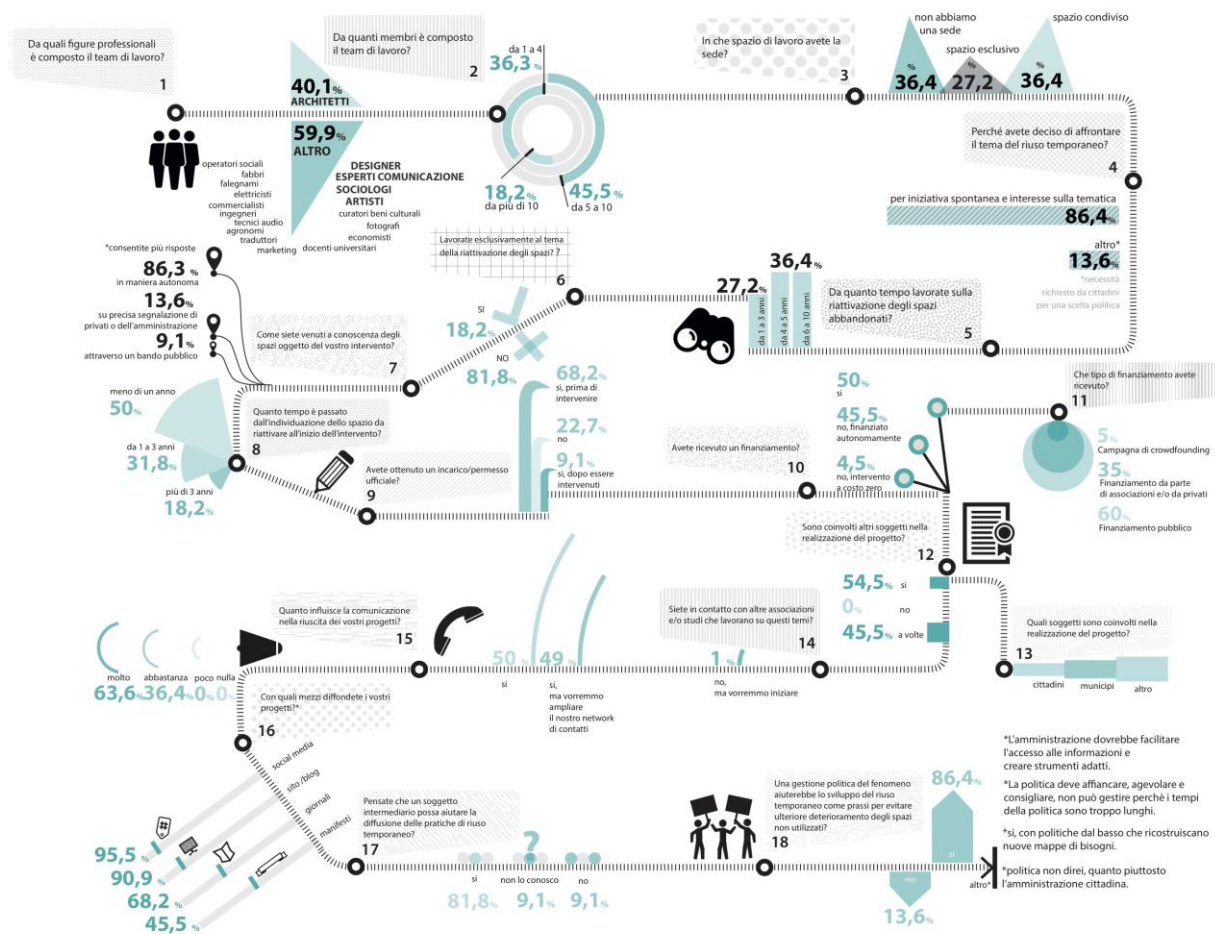 Da quali figure professionali
è composto il team di lavoro?
1
40,1%
ARCHITETTI
59,9%
ALTRO
operatori sociali
fabbri
falegnami
elettricisti
commercialisti
ingegneri
tecnici audio
agronomi
traduttori
marketing
DESIGNER
ESPERTI COMUNICAZIONE
SOCIOLOGI
ARTISTI
curatori beni culturali
fotografi
economisti
docenti universitari
Da quanti membri è composto
il team di lavoro?
2
da 1 a 4
36,3 %
18,2%
da più di 10
45,5%
da 5 a 10
In che spazio di lavoro avete la
sede?
3
non abbiamo
una sede
%
36,4
spazio esclusivo
%
27,2
spazio condiviso
%
36,4
Perché avete deciso di affrontare
il tema del riuso temporaneo?
4
per iniziativa spontanea e interesse sulla tematica
86,4%
altro*
13,6%
*necessità
richiesto da cittadini
per una scelta politica
Da quanto tempo lavorate sulla
riattivazione degli spazi
abbandonati?
5
27,2%
36,4%
da 1 a 3 anni
da 4 a 5 anni
da 6 a 10 anni
Lavorate esclusivamente al tema
della riattivazione degli spazi? ?
6
SI
18,2%
NO
81,8%
Come siete venuti a conoscenza degli
spazi oggetto del vostro intervento?
7
*consentite più risposte
86,3 %
in maniera autonoma
13,6%
su precisa segnalazione di
privati o dell'amministrazione
9,1%
attraverso un bando pubblico
Quanto tempo è passato
dall'individuazione dello spazio da
riattivare all'inizio dell'intervento?
8
meno di un anno
50%
da 1 a 3 anni
31,8%
più di 3 anni
18,2%
Avete ottenuto un incarico/permesso
ufficiale?
9
68,2%
si, prima di
intervenire
22,7%
no
9,1%
si, dopo essere
intervenuti
Avete ricevuto un finanziamento?
10
50%
si
45,5%
no, finanziato
autonomamente
4,5%
no, intervento
a costo zero
Che tipo di finanziamento avete
ricevuto?
11
5%
Campagna di crowdfounding
35%
Finanziamento da parte
di associazioni e/o da privati
60%
Finanziamento pubblico
Sono coinvolti altri soggetti nella
realizzazione del progetto?
12
54,5% si
0% no
45,5% a volte
Quali soggetti sono coinvolti nella
realizzazione del progetto?
13
cittadini
municipi
altro
Siete in contatto con altre associazioni
e/o studi che lavorano su questi temi?
14
50%
si
49%
si,
ma vorremmo
ampliare
il nostro network
di contatti
1%
no,
ma vorremmo iniziare
Quanto influisce la comunicazione
nella riuscita dei vostri progetti?
15
molto
63,6%
abbastanza
36,4%
poco
0%
nulla
0%
Con quali mezzi diffondete i vostri
progetti?*
16
social media
sito /blog
giornali
manifesti
#
95,5 %
90,9 %
68,2 %
45,5 %
Pensate che un soggetto
intermediario possa aiutare la
diffusione delle pratiche di riuso
temporaneo?
17
?
si
81,8%
non lo conosco
9,1%
no
9,1%
Una gestione politica del fenomeno
aiuterebbe lo sviluppo del riuso
temporaneo come prassi per evitare
ulteriore deterioramento degli spazi
non utilizzati?
18
86,4%
si
no
13,6%
altro*
*L'amministrazione dovrebbe facilitare
l'accesso alle informazioni e
creare strumenti adatti.
*La politica deve affiancare, agevolare e
consigliare, non può gestire perchè i tempi
della politica sono troppo lunghi.
*si, con politiche dal basso che ricostruiscano
nuove mappe di bisogni.
*politica non direi, quanto piuttosto
l'amministrazione cittadina.